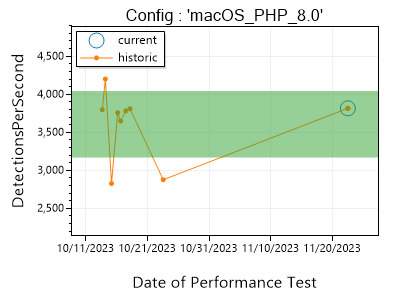 Config : 'macOS_PHP_8.0'
current
historic
4,500
4,000
3,500
3,000
2,500
DetectionsPerSecond
10/11/2023 10/21/2023 10/31/2023 11/10/2023 11/20/2023
Date of Performance Test